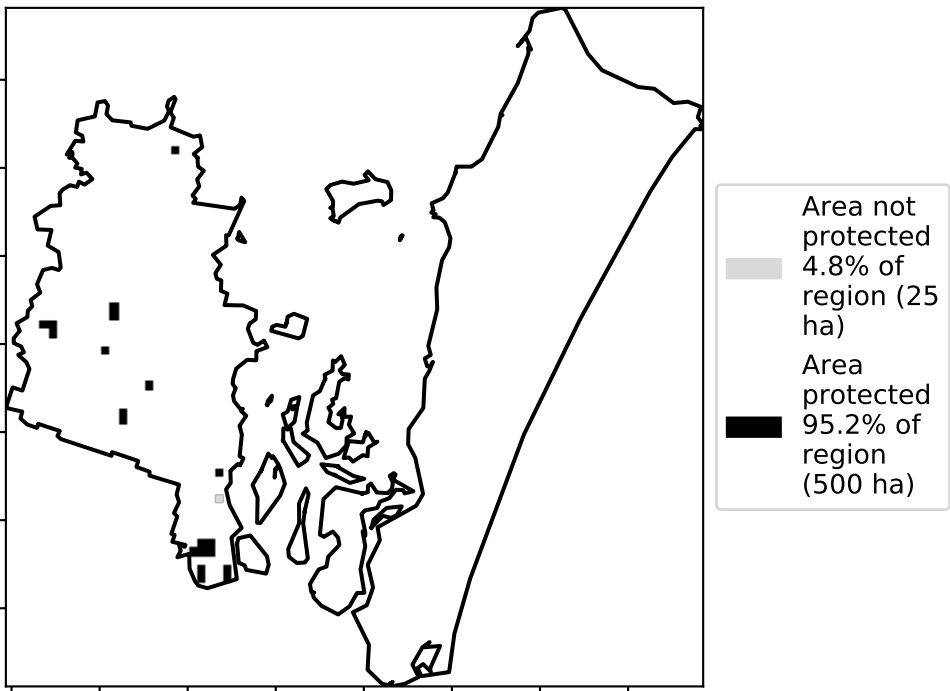 Area not
protected
4.8% of
region (25
ha)
Area
protected
95.2% of
region
(500 ha)